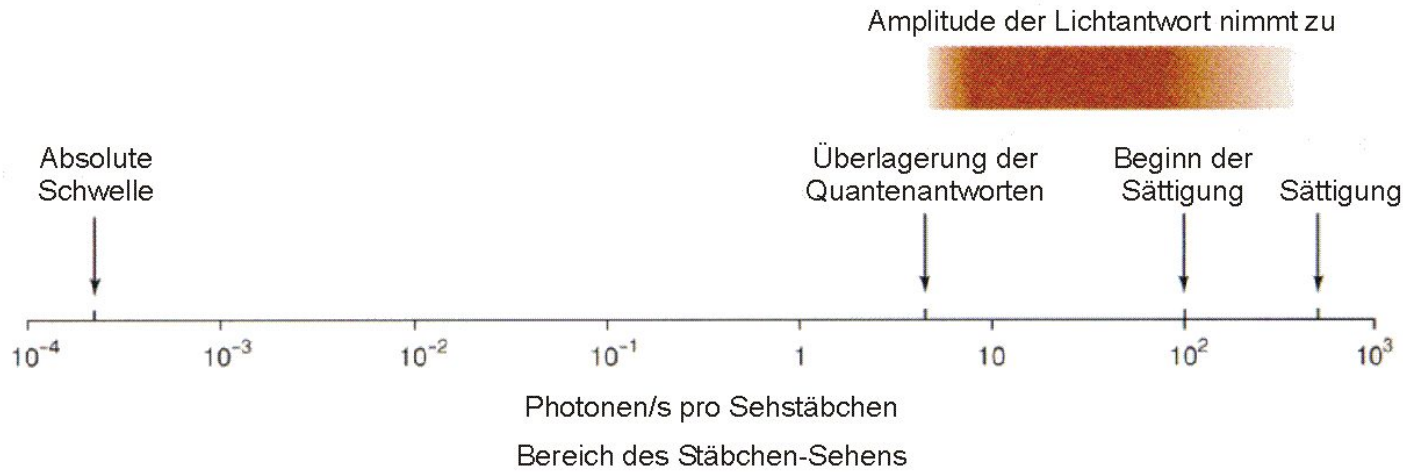 Amplitude der Lichtantwort nimmt zu
Absolute
Schwelle
Überlagerung der
Quantenantworten
Beginn der
Sättigung
Sättigung
10⁻⁴
10⁻³
10⁻²
10⁻¹
1
10
10²
10³
Photonen/s pro Sehstäbchen
Bereich des Stäbchen-Sehens